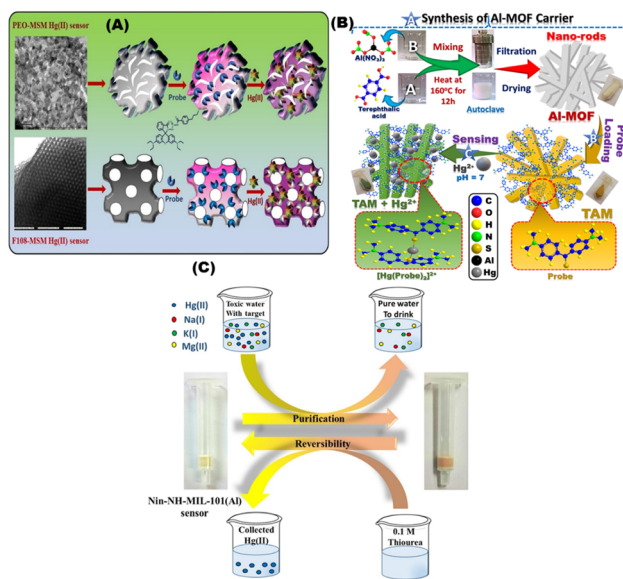 (A)
PEO-MSM Hg(II) sensor
Probe
Hg(II)
F108-MSM Hg(II) sensor
Probe
Hg(II)
(B)
A Synthesis of Al-MOF Carrier
B
Al(NO₃)₃
A
Terephthalic
acid
Mixing
Heat at
160ºC for
12h
Autoclave
Filtration
Drying
Nano-rods
Al-MOF
Probe
Loading
B
Sensing
Hg²⁺
pH = 7
TAM + Hg²⁺
TAM
C
O
H
N
S
Al
Hg
[Hg(Probe)₂]²⁺
Probe
(C)
Hg(II)
Na(I)
K(I)
Mg(II)
Toxic water
With target
Pure water
To drink
Purification
Reversibility
Nin-NH-MIL-101(Al)
sensor
Collected
Hg(II)
0.1 M
Thiourea